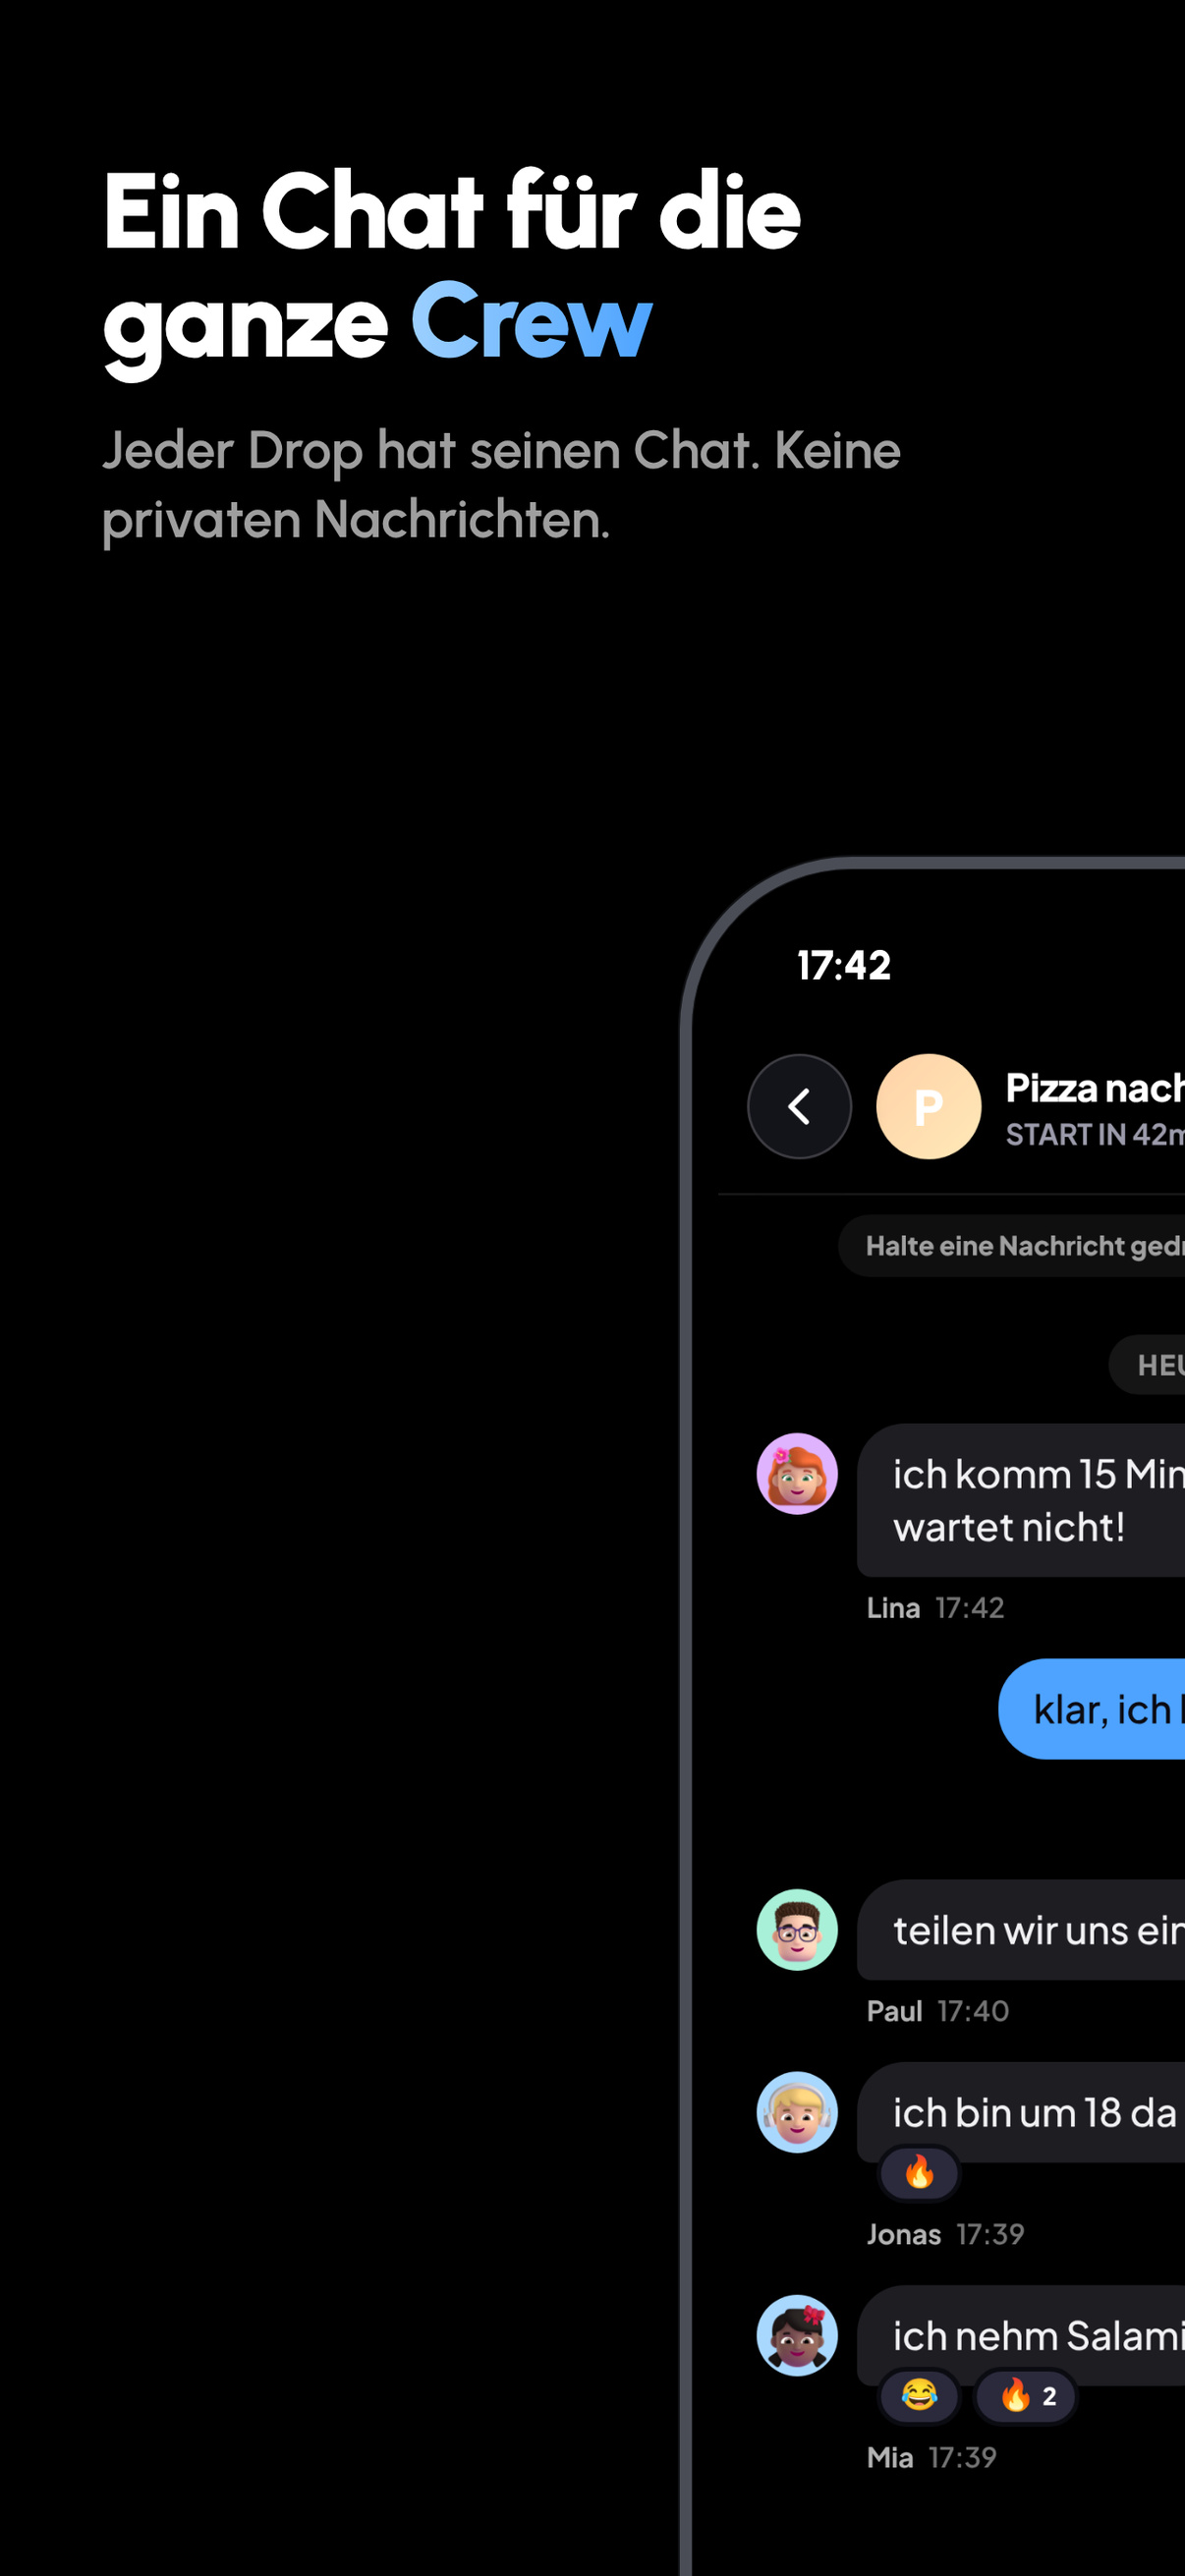 Ein Chat für die
ganze Crew
Jeder Drop hat seinen Chat. Keine
privaten Nachrichten.
17:42
P
Pizza nach
START IN 42m
Halte eine Nachricht gedr
HEU
ich komm 15 Min
wartet nicht!
Lina 17:42
klar, ich
teilen wir uns ein
Paul 17:40
ich bin um 18 da
🔥
Jonas 17:39
ich nehm Salami
😂 🔥 2
Mia 17:39